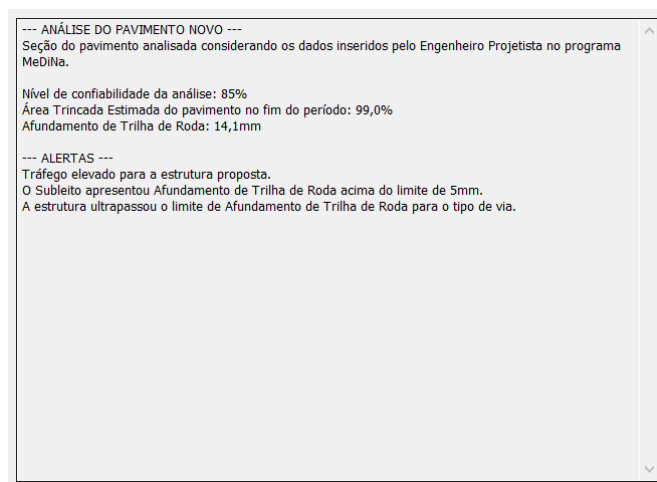 --- ANÁLISE DO PAVIMENTO NOVO ---
Seção do pavimento analisada considerando os dados inseridos pelo Engenheiro Projetista no programa
MeDiNa.
Nível de confiabilidade da análise: 85%
Área Trincada Estimada do pavimento no fim do período: 99,0%
Afundamento de Trilha de Roda: 14,1mm
--- ALERTAS ---
Tráfego elevado para a estrutura proposta.
O Subleito apresentou Afundamento de Trilha de Roda acima do limite de 5mm.
A estrutura ultrapassou o limite de Afundamento de Trilha de Roda para o tipo de via.